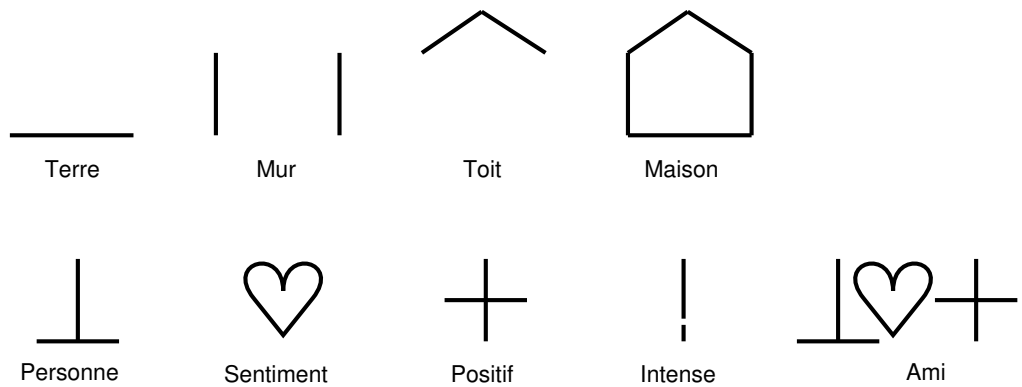 Terre Mur Toit Maison
Personne Sentiment Positif Intense Ami